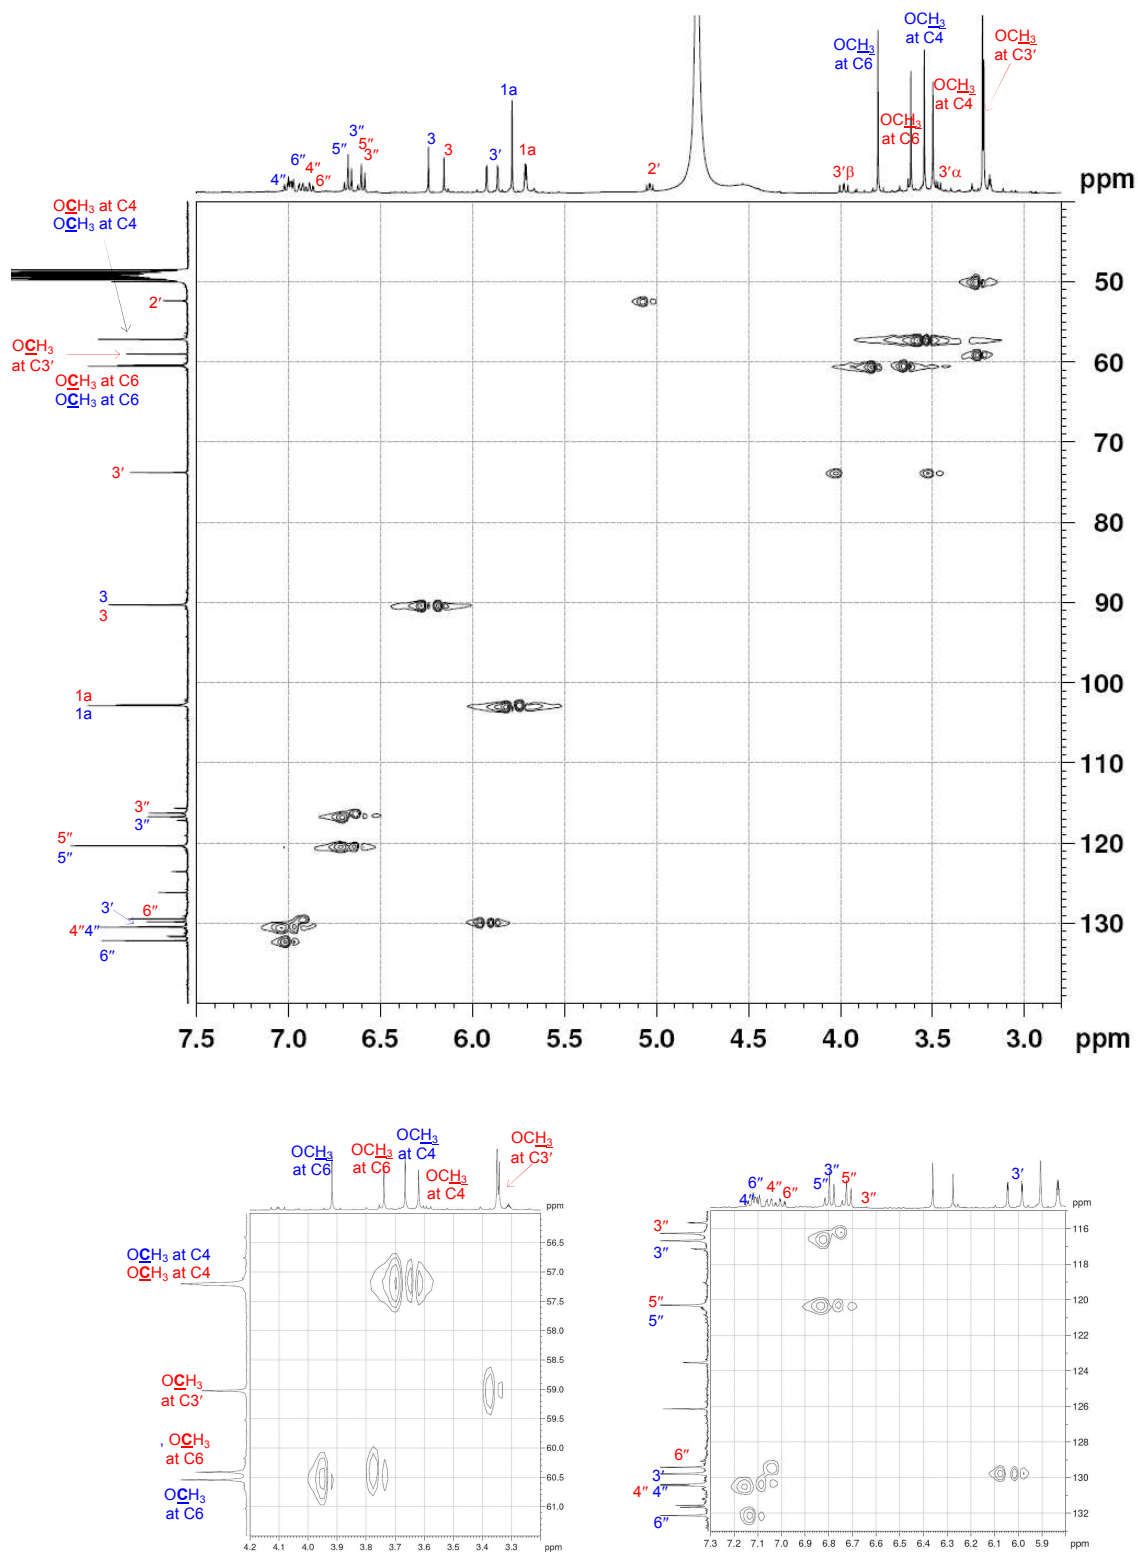 OCH3
at C4
OCH3
at C6
OCH3
at C3′
1a
OCH3
at C4
OCH3
at C6
3″
5″
5″
3″
6″
4″
4″
6″
3
3
3′
1a
2′
3′β
3′α
ppm
OCH3 at C4
OCH3 at C4
2′
OCH3
at C3′
OCH3 at C6
OCH3 at C6
3′
3
3
1a
1a
3″
3″
5″
5″
3′
6″
4″4″
6″
50
60
70
80
90
100
110
120
130
7.5 7.0 6.5 6.0 5.5 5.0 4.5 4.0 3.5 3.0 ppm
OCH3
at C6
OCH3
at C6
OCH3
at C4
OCH3
at C4
OCH3
at C3′
ppm
OCH3 at C4
OCH3 at C4
OCH3
at C3′
, OCH3
at C6
OCH3
at C6
56.5
57.0
57.5
58.0
58.5
59.0
59.5
60.0
60.5
61.0
4.2 4.1 4.0 3.9 3.8 3.7 3.6 3.5 3.4 3.3 ppm
6″
4″
4″
6″
3″
5″
5″
3″
3′
ppm
3″
3″
5″
5″
6″
3′
4″ 4″
6″
116
118
120
122
124
126
128
130
132
7.3 7.2 7.1 7.0 6.9 6.8 6.7 6.6 6.5 6.4 6.3 6.2 6.1 6.0 5.9 ppm